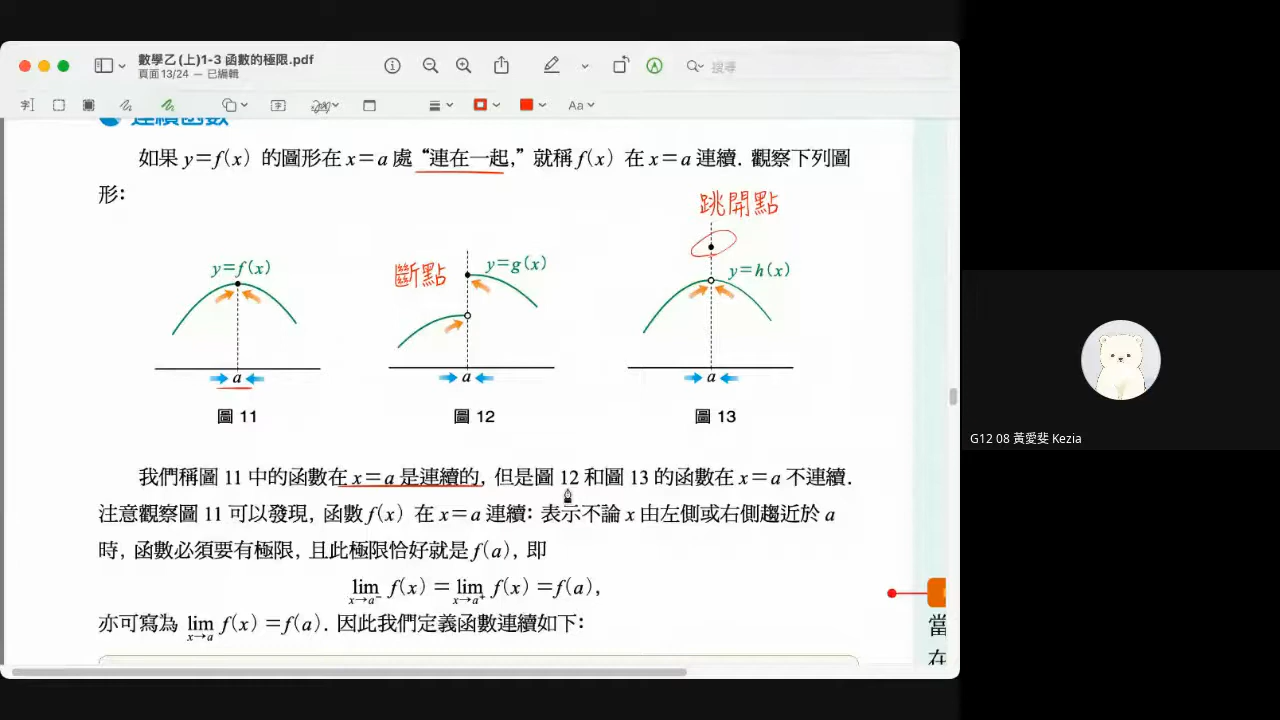 數學乙(上)1-3 函數的極限.pdf
頁面 13/24 — 已編輯
搜尋
Aa
連續函數
如果 y=f(x) 的圖形在 x=a 處 “連在一起,” 就稱 f(x) 在 x=a 連續. 觀察下列圖
形:
跳開點
斷點
y=f(x)
y=g(x)
y=h(x)
a
a
a
圖 11
圖 12
圖 13
我們稱圖 11 中的函數在 x=a 是連續的, 但是圖 12 和圖 13 的函數在 x=a 不連續.
注意觀察圖 11 可以發現, 函數 f(x) 在 x=a 連續: 表示不論 x 由左側或右側趨近於 a
時, 函數必須要有極限, 且此極限恰好就是 f(a), 即
lim x→a⁻ f(x) = lim x→a⁺ f(x) = f(a),
亦可寫為 lim x→a f(x) = f(a). 因此我們定義函數連續如下:
當
在
G12 08 黃愛斐 Kezia